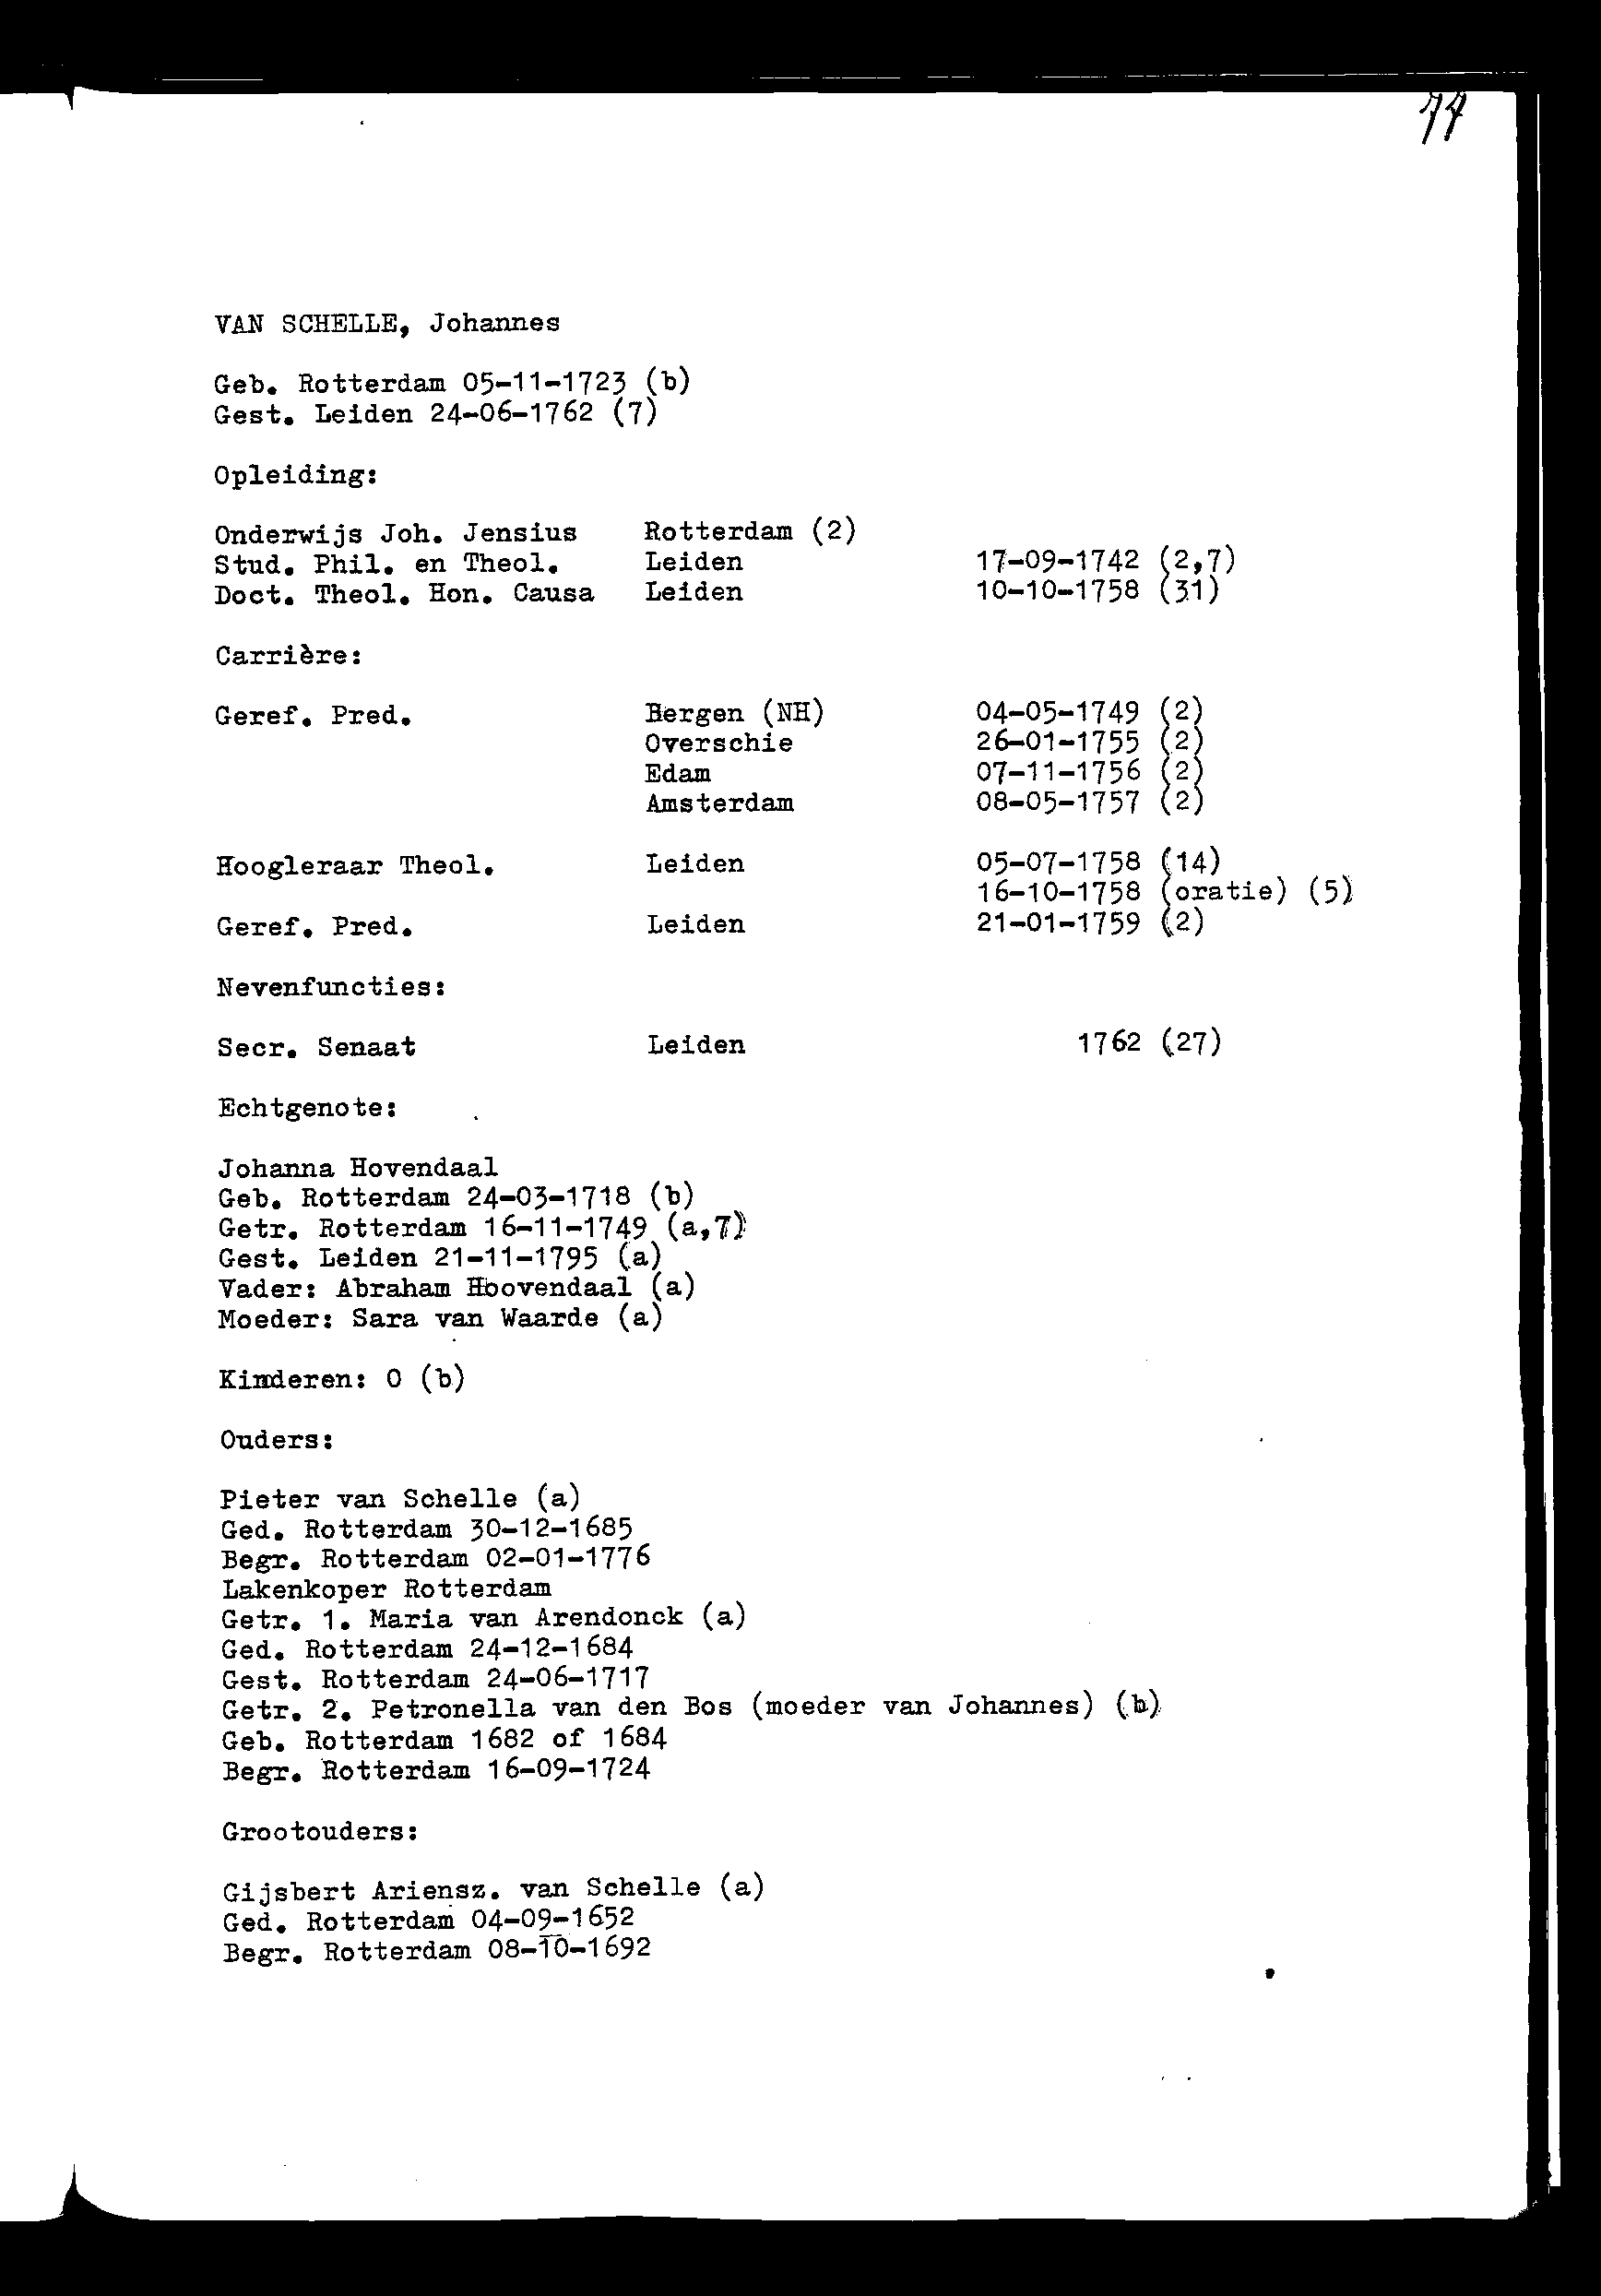 VAN SCHELLE, Johannes
Geb. Rotterdam 05-11-1723 (b)
Gest. Leiden 24-06-1762 (7)
Opleiding:
Onderwijs Joh. Jensius Rotterdam (2)
Stud. Phil. en Theol. Leiden 17-09-1742 (2,7)
Doct. Theol. Hon. Causa Leiden 10-10-1758 (31)
Carrière:
Geref. Pred. Bergen (NH) 04-05-1749 (2)
Overschie 26-01-1755 (2)
Edam 07-11-1756 (2)
Amsterdam 08-05-1757 (2)
Hoogleraar Theol. Leiden 05-07-1758 (14)
16-10-1758 (oratie) (5)
Geref. Pred. Leiden 21-01-1759 (2)
Nevenfuncties:
Secr. Senaat Leiden 1762 (27)
Echtgenote:
Johanna Hovendaal
Geb. Rotterdam 24-03-1718 (b)
Getr. Rotterdam 16-11-1749 (a,7)
Gest. Leiden 21-11-1795 (a)
Vader: Abraham Hoovendaal (a)
Moeder: Sara van Waarde (a)
Kinderen: 0 (b)
Ouders:
Pieter van Schelle (a)
Ged. Rotterdam 30-12-1685
Begr. Rotterdam 02-01-1776
Lakenkoper Rotterdam
Getr. 1. Maria van Arendonck (a)
Ged. Rotterdam 24-12-1684
Gest. Rotterdam 24-06-1717
Getr. 2. Petronella van den Bos (moeder van Johannes) (b)
Geb. Rotterdam 1682 of 1684
Begr. Rotterdam 16-09-1724
Grootouders:
Gijsbert Ariensz. van Schelle (a)
Ged. Rotterdam 04-09-1652
Begr. Rotterdam 08-10-1692